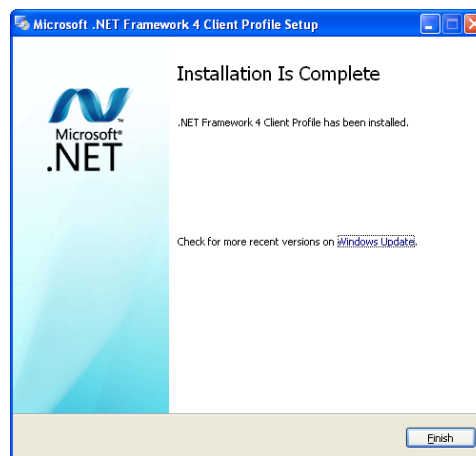 Microsoft .NET Framework 4 Client Profile Setup
Installation Is Complete
Microsoft®
.NET
.NET Framework 4 Client Profile has been installed.
Check for more recent versions on Windows Update.
Finish